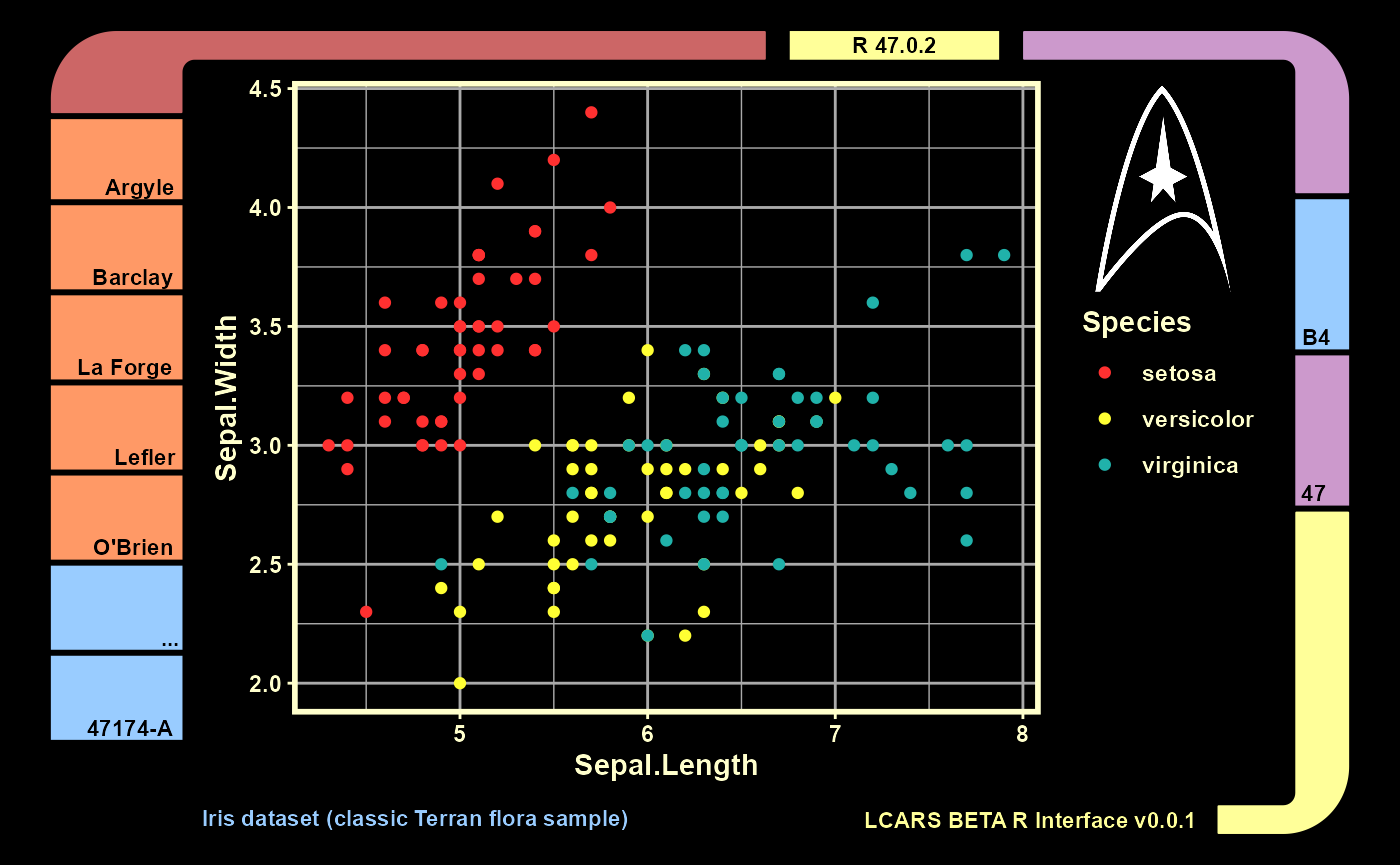 R 47.0.2
Argyle
Barclay
La Forge
Lefler
O'Brien
...
47174-A
4.5
4.0
3.5
3.0
2.5
2.0
Sepal.Width
5 6 7 8
Sepal.Length
Species
setosa
versicolor
virginica
B4
47
Iris dataset (classic Terran flora sample)
LCARS BETA R Interface v0.0.1